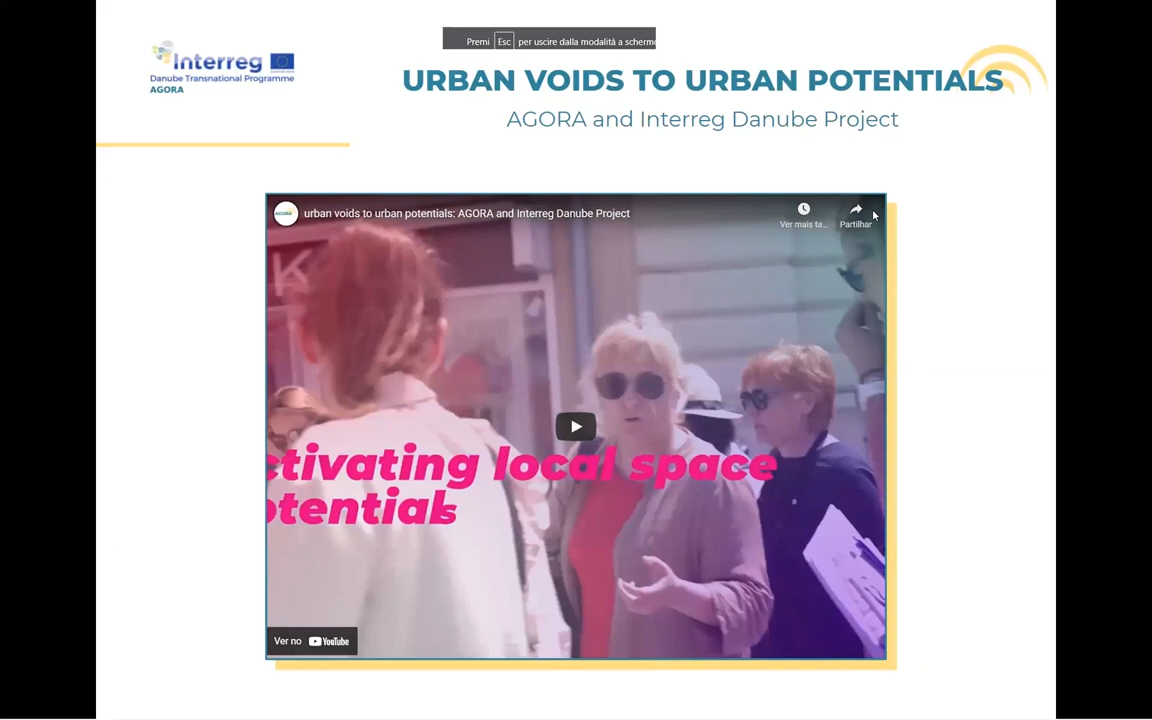 Premi Esc per uscire dalla modalità a scherm
Interreg
Danube Transnational Programme
AGORA
URBAN VOIDS TO URBAN POTENTIALS
AGORA and Interreg Danube Project
AGORA
urban voids to urban potentials: AGORA and Interreg Danube Project
Ver mais ta...
Partilhar
K
ctivating local space
otentials
Ver no YouTube